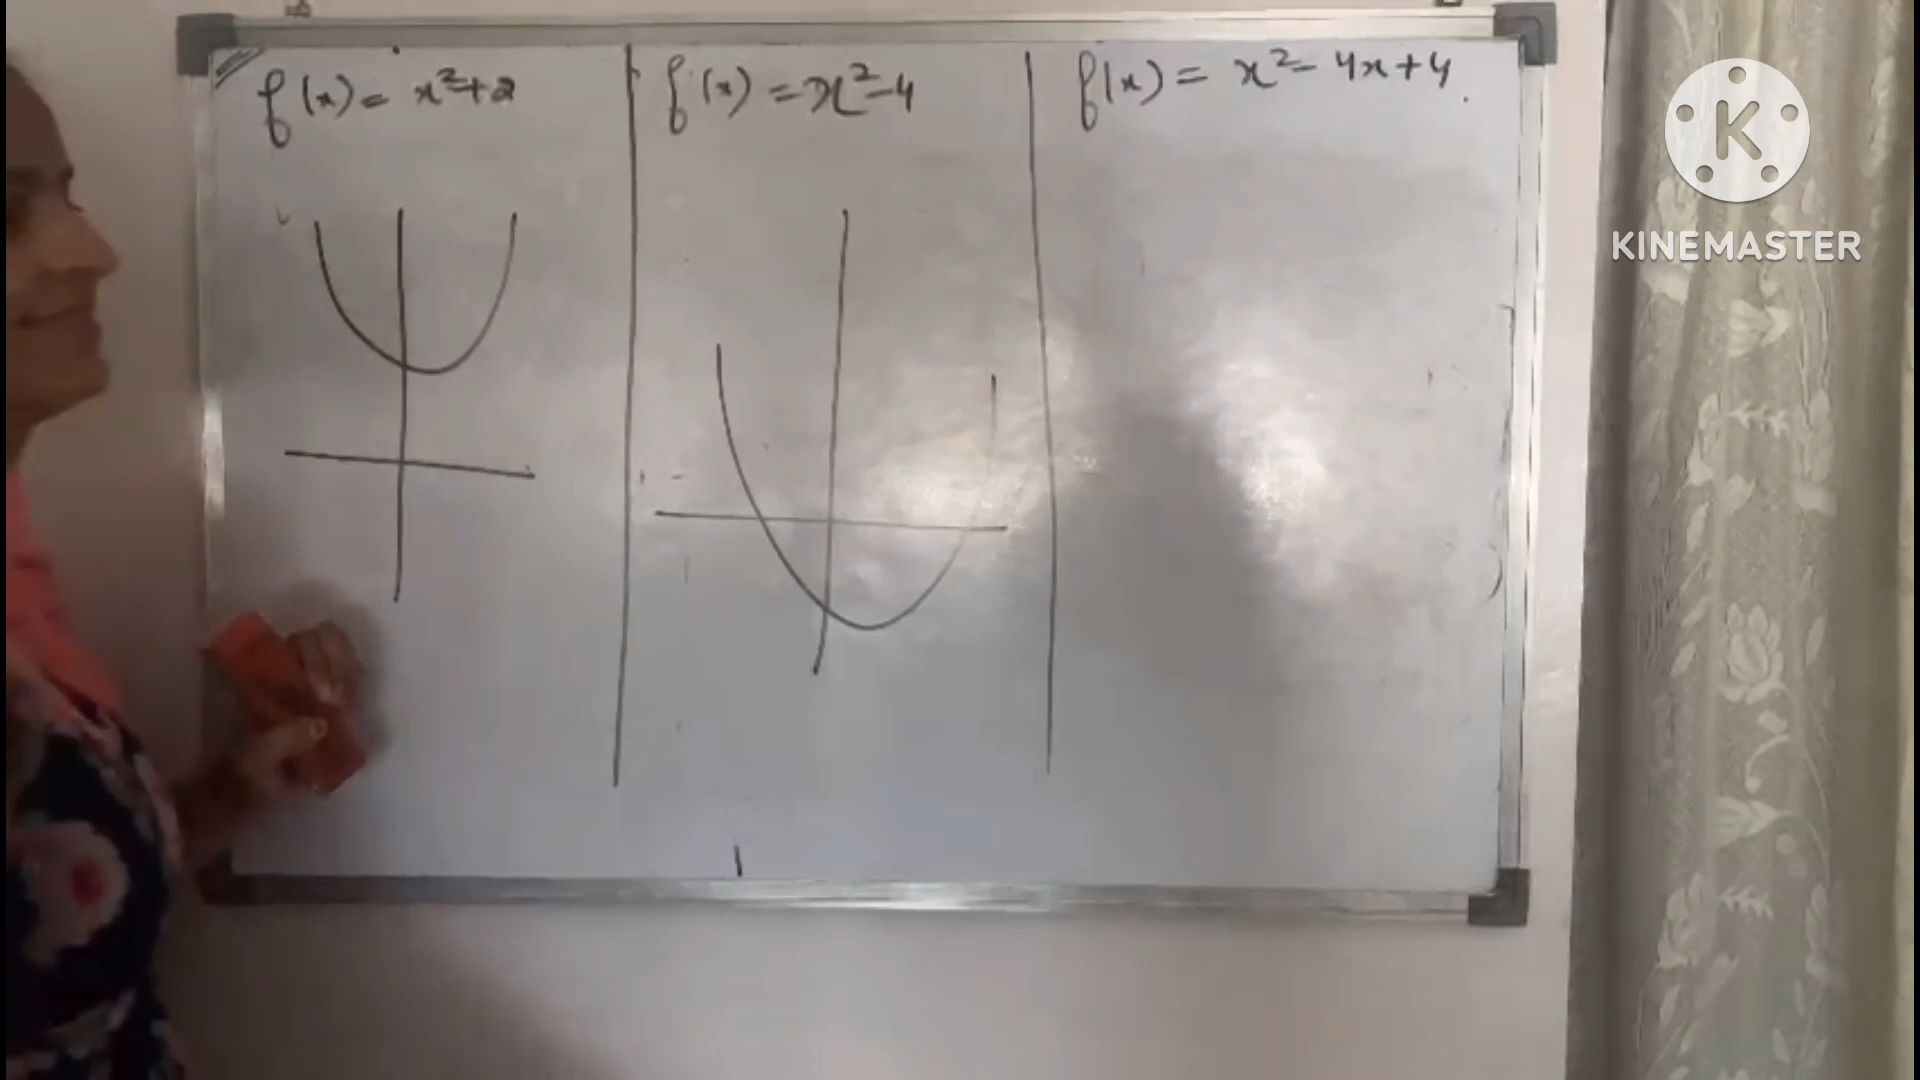 f(x) = x²+2
f(x) = x²-4
f(x) = x²- 4x+4.
K
KINEMASTER